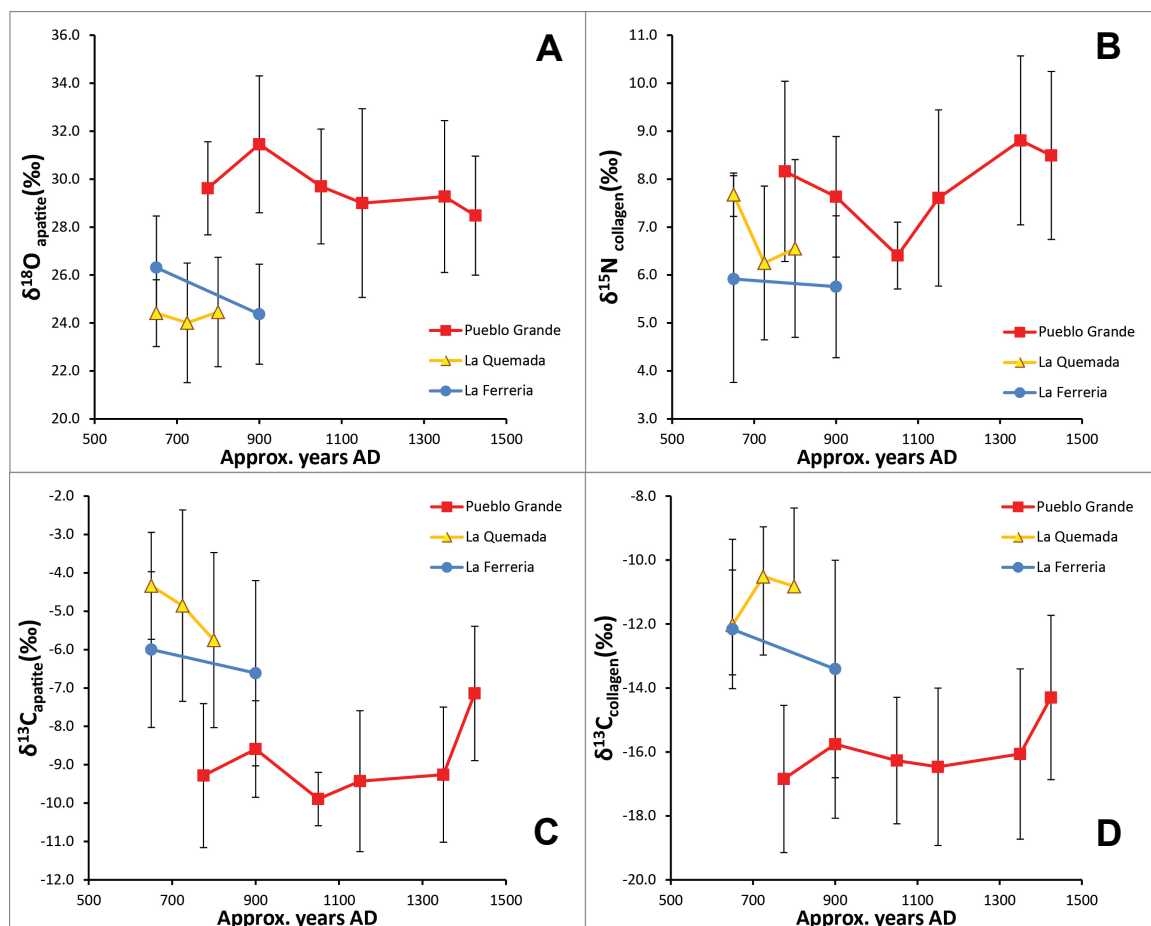 A
36.0
34.0
32.0
30.0
28.0
26.0
24.0
22.0
20.0
δ18O apatite(‰)
500 700 900 1100 1300 1500
Approx. years AD
Pueblo Grande
La Quemada
La Ferreria
B
11.0
10.0
9.0
8.0
7.0
6.0
5.0
4.0
3.0
δ15N collagen(‰)
500 700 900 1100 1300 1500
Approx. years AD
Pueblo Grande
La Quemada
La Ferreria
-2.0
-3.0
-4.0
-5.0
-6.0
-7.0
-8.0
-9.0
-10.0
-11.0
-12.0
δ13Capatite(‰)
500 700 900 1100 1300 1500
Approx. years AD
Pueblo Grande
La Quemada
La Ferreria
C
-8.0
-10.0
-12.0
-14.0
-16.0
-18.0
-20.0
δ13Ccollagen(‰)
500 700 900 1100 1300 1500
Approx. years AD
Pueblo Grande
La Quemada
La Ferreria
D